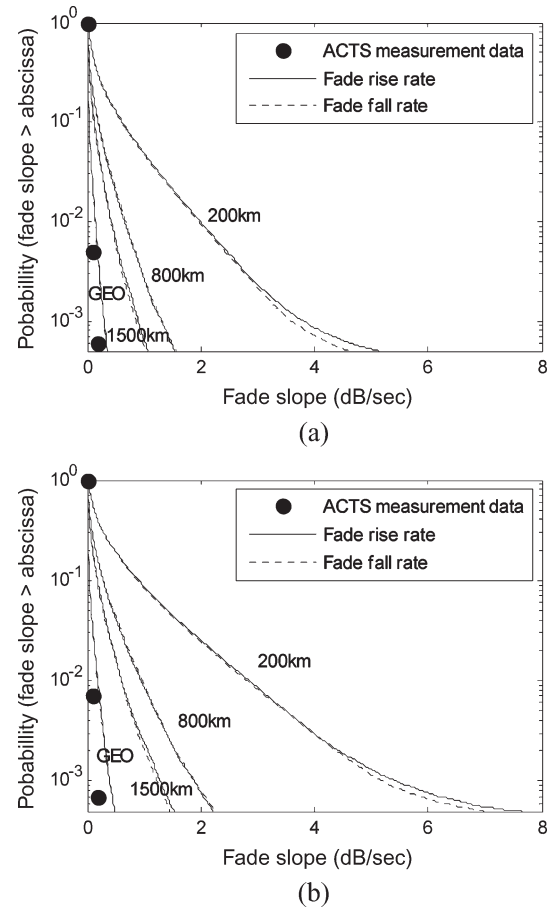 10^0
10^-1
10^-2
10^-3
Pobabillity (fade slope > abscissa)
ACTS measurement data
Fade rise rate
Fade fall rate
200km
800km
GEO
1500km
0 2 4 6 8
Fade slope (dB/sec)
(a)
10^0
10^-1
10^-2
10^-3
Pobabillity (fade slope > abscissa)
ACTS measurement data
Fade rise rate
Fade fall rate
200km
800km
GEO
1500km
0 2 4 6 8
Fade slope (dB/sec)
(b)